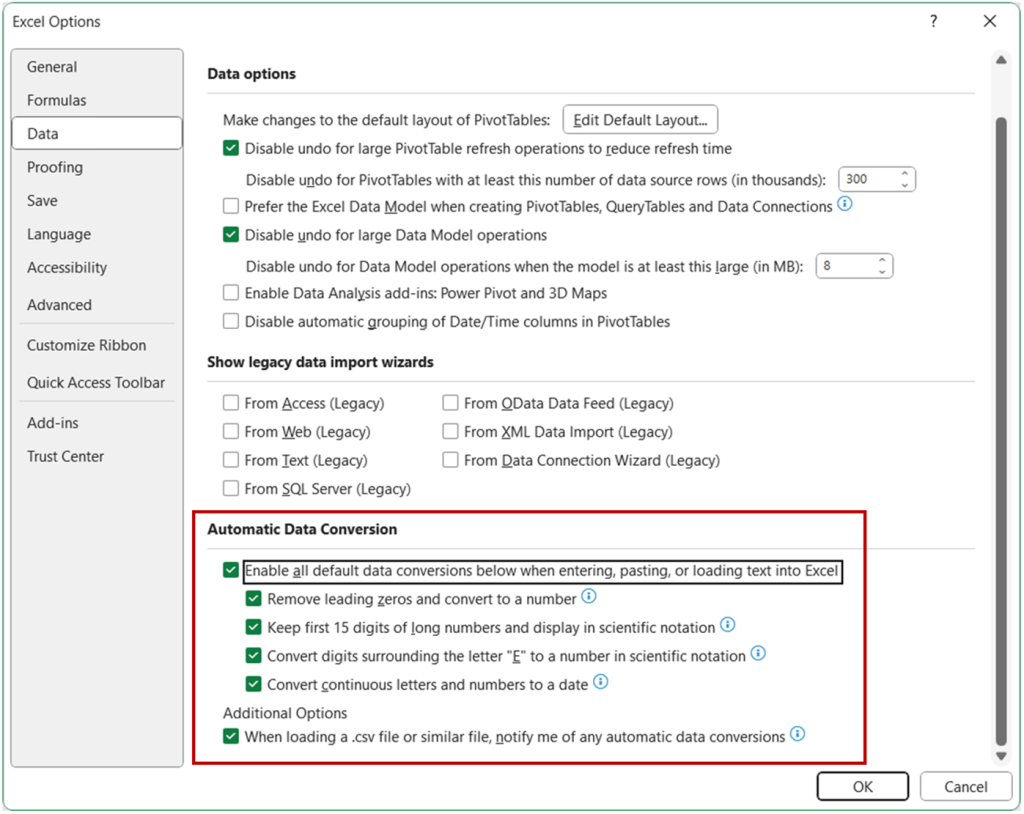 Excel Options
?
General
Formulas
Data
Proofing
Save
Language
Accessibility
Advanced
Customize Ribbon
Quick Access Toolbar
Add-ins
Trust Center
Data options
Make changes to the default layout of PivotTables: Edit Default Layout...
Disable undo for large PivotTable refresh operations to reduce refresh time
Disable undo for PivotTables with at least this number of data source rows (in thousands): 300
Prefer the Excel Data Model when creating PivotTables, QueryTables and Data Connections
Disable undo for large Data Model operations
Disable undo for Data Model operations when the model is at least this large (in MB): 8
Enable Data Analysis add-ins: Power Pivot and 3D Maps
Disable automatic grouping of Date/Time columns in PivotTables
Show legacy data import wizards
From Access (Legacy) From OData Data Feed (Legacy)
From Web (Legacy) From XML Data Import (Legacy)
From Text (Legacy) From Data Connection Wizard (Legacy)
From SQL Server (Legacy)
Automatic Data Conversion
Enable all default data conversions below when entering, pasting, or loading text into Excel
Remove leading zeros and convert to a number
Keep first 15 digits of long numbers and display in scientific notation
Convert digits surrounding the letter "E" to a number in scientific notation
Convert continuous letters and numbers to a date
Additional Options
When loading a .csv file or similar file, notify me of any automatic data conversions
OK Cancel